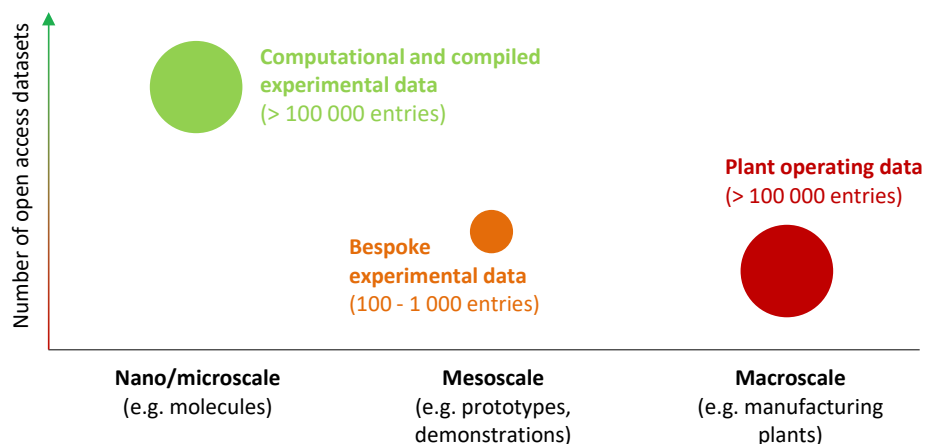 Number of open access datasets
Computational and compiled
experimental data
(> 100 000 entries)
Plant operating data
(> 100 000 entries)
Bespoke
experimental data
(100 - 1 000 entries)
Nano/microscale
(e.g. molecules)
Mesoscale
(e.g. prototypes,
demonstrations)
Macroscale
(e.g. manufacturing
plants)